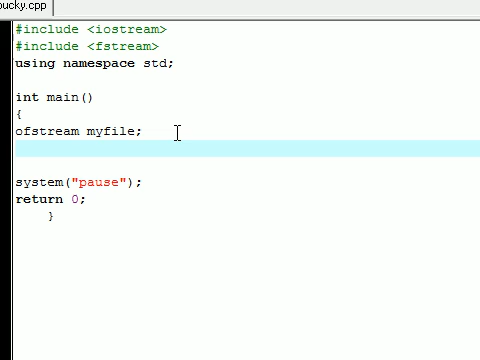 bucky.cpp
#include <iostream>
#include <fstream>
using namespace std;
int main()
{
ofstream myfile;
system("pause");
return 0;
}